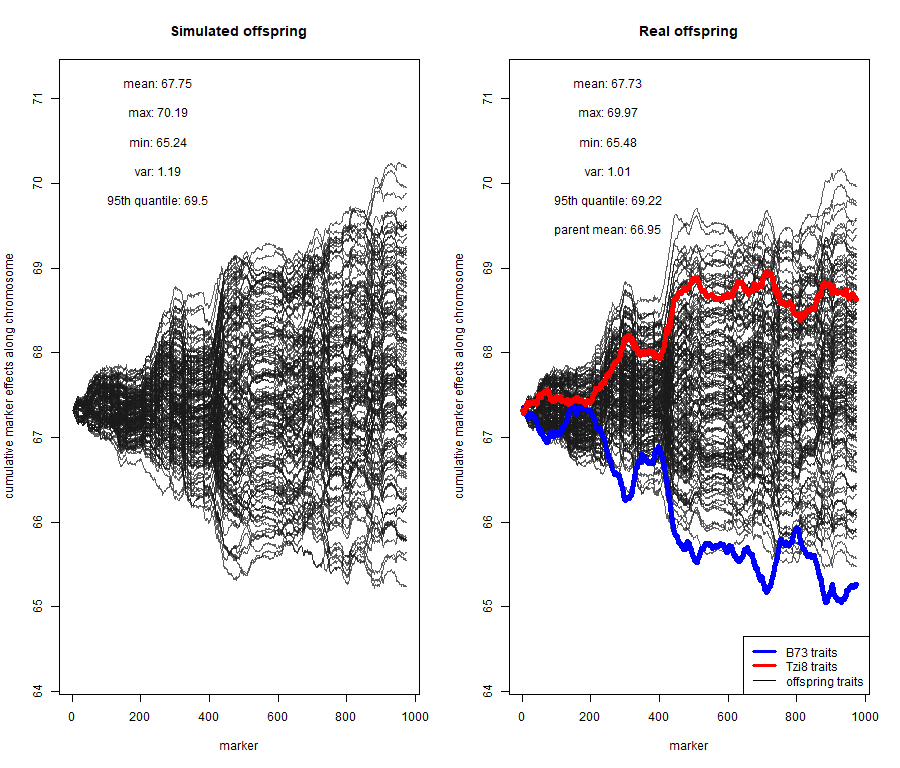 Simulated offspring
mean: 67.75
max: 70.19
min: 65.24
var: 1.19
95th quantile: 69.5
cumulative marker effects along chromosome
71
70
69
68
67
66
65
64
0 200 400 600 800 1000
marker
Real offspring
mean: 67.73
max: 69.97
min: 65.48
var: 1.01
95th quantile: 69.22
parent mean: 66.95
cumulative marker effects along chromosome
71
70
69
68
67
66
65
64
B73 traits
Tzi8 traits
offspring traits
0 200 400 600 800 1000
marker